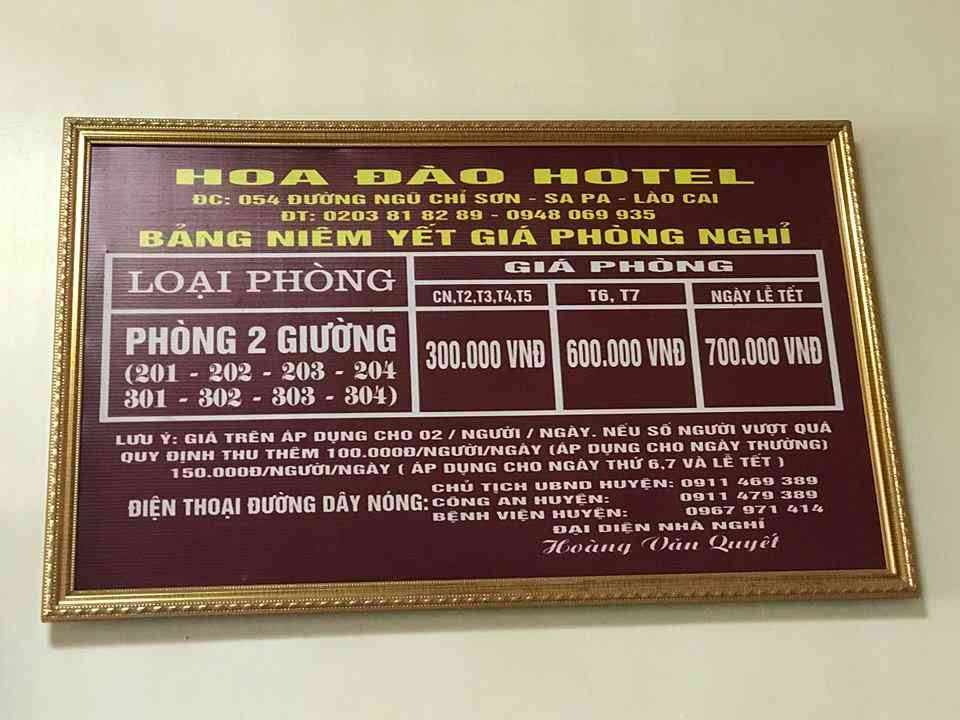 HOA ĐÀO HOTEL
ĐC: 054 ĐƯỜNG NGŨ CHỈ SƠN - SA PA - LÀO CAI
ĐT: 0203 81 82 89 - 0948 069 935
BẢNG NIÊM YẾT GIÁ PHÒNG NGHỈ
LOẠI PHÒNG
GIÁ PHÒNG
CN,T2,T3,T4,T5
T6, T7
NGÀY LỄ TẾT
PHÒNG 2 GIƯỜNG
(201 - 202 - 203 - 204
301 - 302 - 303 - 304)
300.000 VNĐ
600.000 VNĐ
700.000 VNĐ
LƯU Ý: GIÁ TRÊN ÁP DỤNG CHO 02 / NGƯỜI / NGÀY. NẾU SỐ NGƯỜI VƯỢT QUÁ
QUY ĐỊNH THU THÊM 100.000Đ/NGƯỜI/NGÀY (ÁP DỤNG CHO NGÀY THƯỜNG)
150.000Đ/NGƯỜI/NGÀY ( ÁP DỤNG CHO NGÀY THỨ 6,7 VÀ LỄ TẾT )
ĐIỆN THOẠI ĐƯỜNG DÂY NÓNG:
CHỦ TỊCH UBND HUYỆN: 0911 469 389
CÔNG AN HUYỆN: 0911 479 389
BỆNH VIỆN HUYỆN: 0967 971 414
ĐẠI DIỆN NHÀ NGHỈ
Hoàng Văn Quyết